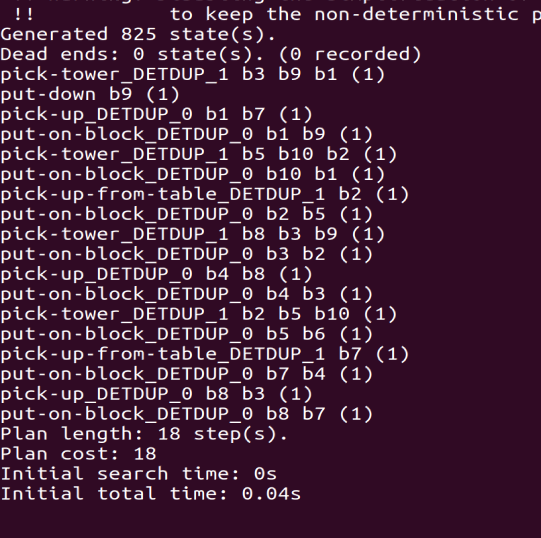 !! to keep the non-deterministic p
Generated 825 state(s).
Dead ends: 0 state(s). (0 recorded)
pick-tower_DETDUP_1 b3 b9 b1 (1)
put-down b9 (1)
pick-up_DETDUP_0 b1 b7 (1)
put-on-block_DETDUP_0 b1 b9 (1)
pick-tower_DETDUP_1 b5 b10 b2 (1)
put-on-block_DETDUP_0 b10 b1 (1)
pick-up-from-table_DETDUP_1 b2 (1)
put-on-block_DETDUP_0 b2 b5 (1)
pick-tower_DETDUP_1 b8 b3 b9 (1)
put-on-block_DETDUP_0 b3 b2 (1)
pick-up_DETDUP_0 b4 b8 (1)
put-on-block_DETDUP_0 b4 b3 (1)
pick-tower_DETDUP_1 b2 b5 b10 (1)
put-on-block_DETDUP_0 b5 b6 (1)
pick-up-from-table_DETDUP_1 b7 (1)
put-on-block_DETDUP_0 b7 b4 (1)
pick-up_DETDUP_0 b8 b3 (1)
put-on-block_DETDUP_0 b8 b7 (1)
Plan length: 18 step(s).
Plan cost: 18
Initial search time: 0s
Initial total time: 0.04s